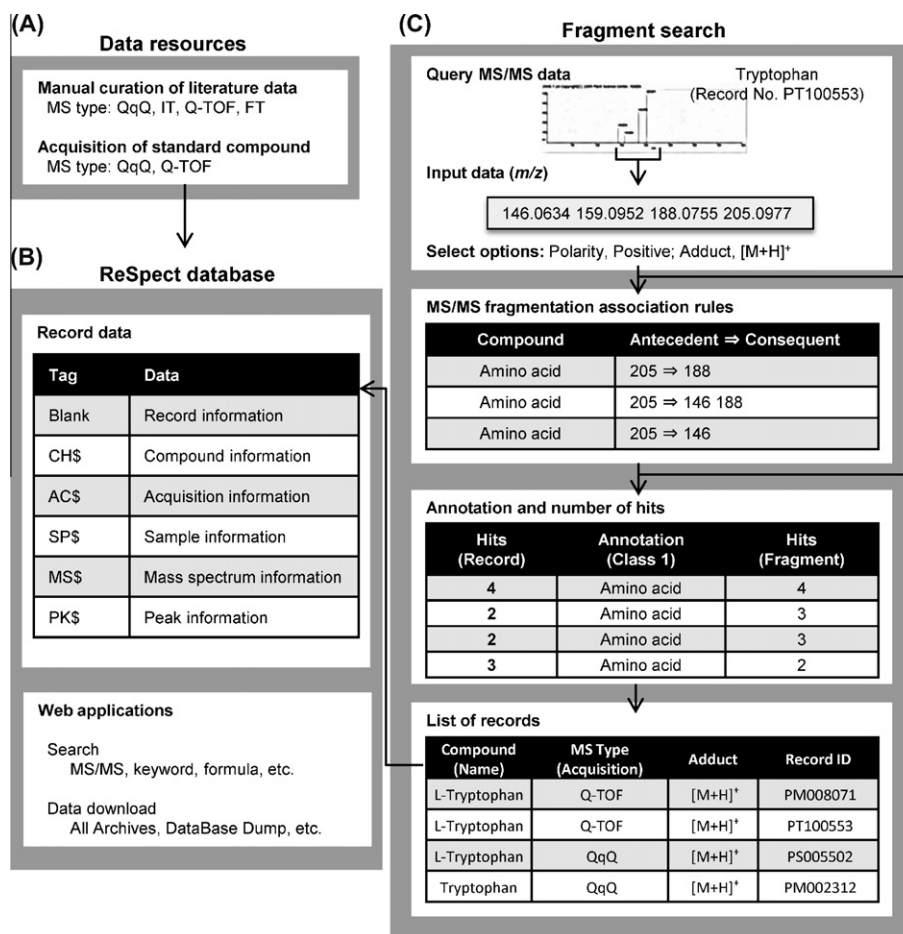 (A)
Data resources
Manual curation of literature data
MS type: QqQ, IT, Q-TOF, FT
Acquisition of standard compound
MS type: QqQ, Q-TOF
(B)
ReSpect database
Record data
Tag Data
Blank Record information
CH$ Compound information
AC$ Acquisition information
SP$ Sample information
MS$ Mass spectrum information
PK$ Peak information
Web applications
Search
MS/MS, keyword, formula, etc.
Data download
All Archives, DataBase Dump, etc.
(C)
Fragment search
Query MS/MS data
Tryptophan
(Record No. PT100553)
Input data (m/z)
146.0634 159.0952 188.0755 205.0977
Select options: Polarity, Positive; Adduct, [M+H]⁺
MS/MS fragmentation association rules
Compound Antecedent ⇒ Consequent
Amino acid 205 ⇒ 188
Amino acid 205 ⇒ 146 188
Amino acid 205 ⇒ 146
Annotation and number of hits
Hits Annotation Hits
(Record) (Class 1) (Fragment)
4 Amino acid 4
2 Amino acid 3
2 Amino acid 3
3 Amino acid 2
List of records
Compound MS Type Adduct Record ID
(Name) (Acquisition)
L-Tryptophan Q-TOF [M+H]⁺ PM008071
L-Tryptophan Q-TOF [M+H]⁺ PT100553
L-Tryptophan QqQ [M+H]⁺ PS005502
Tryptophan QqQ [M+H]⁺ PM002312